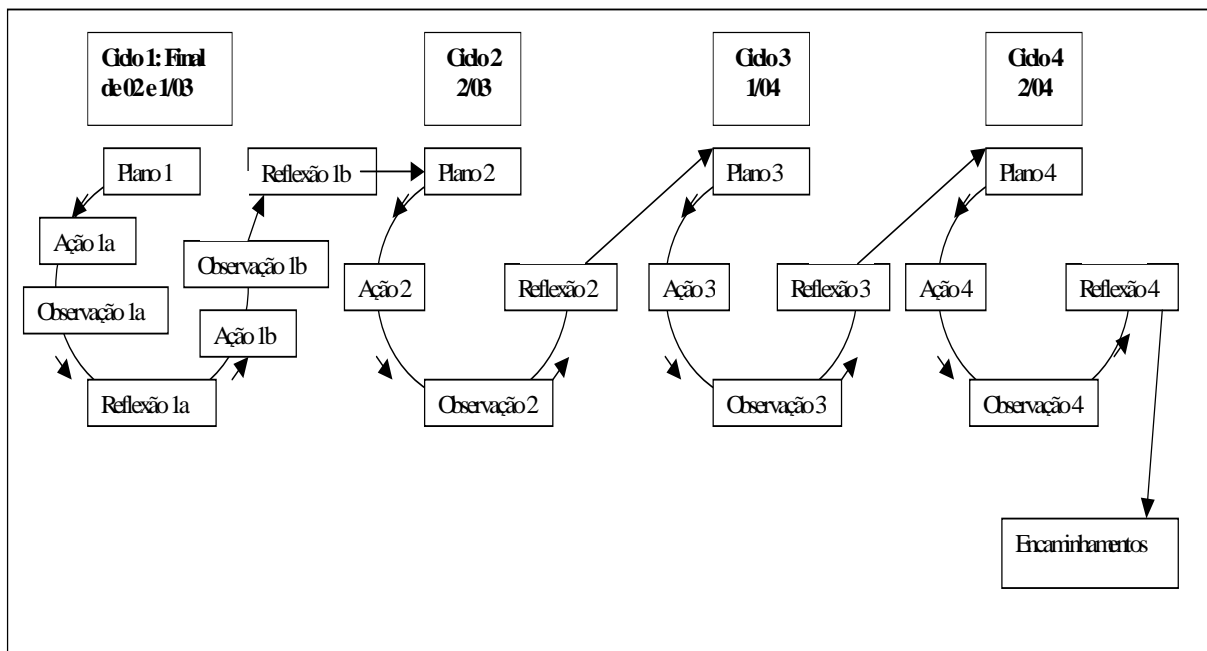 Ciclo 1: Final
de 02 e 1/03
Ciclo 2
2/03
Ciclo 3
1/04
Ciclo 4
2/04
Plano 1
Reflexão 1b
Plano 2
Plano 3
Plano 4
Ação 1a
Observação 1b
Observação 1a
Ação 1b
Reflexão 1a
Ação 2
Reflexão 2
Observação 2
Ação 3
Reflexão 3
Observação 3
Ação 4
Reflexão 4
Observação 4
Encaminhamentos